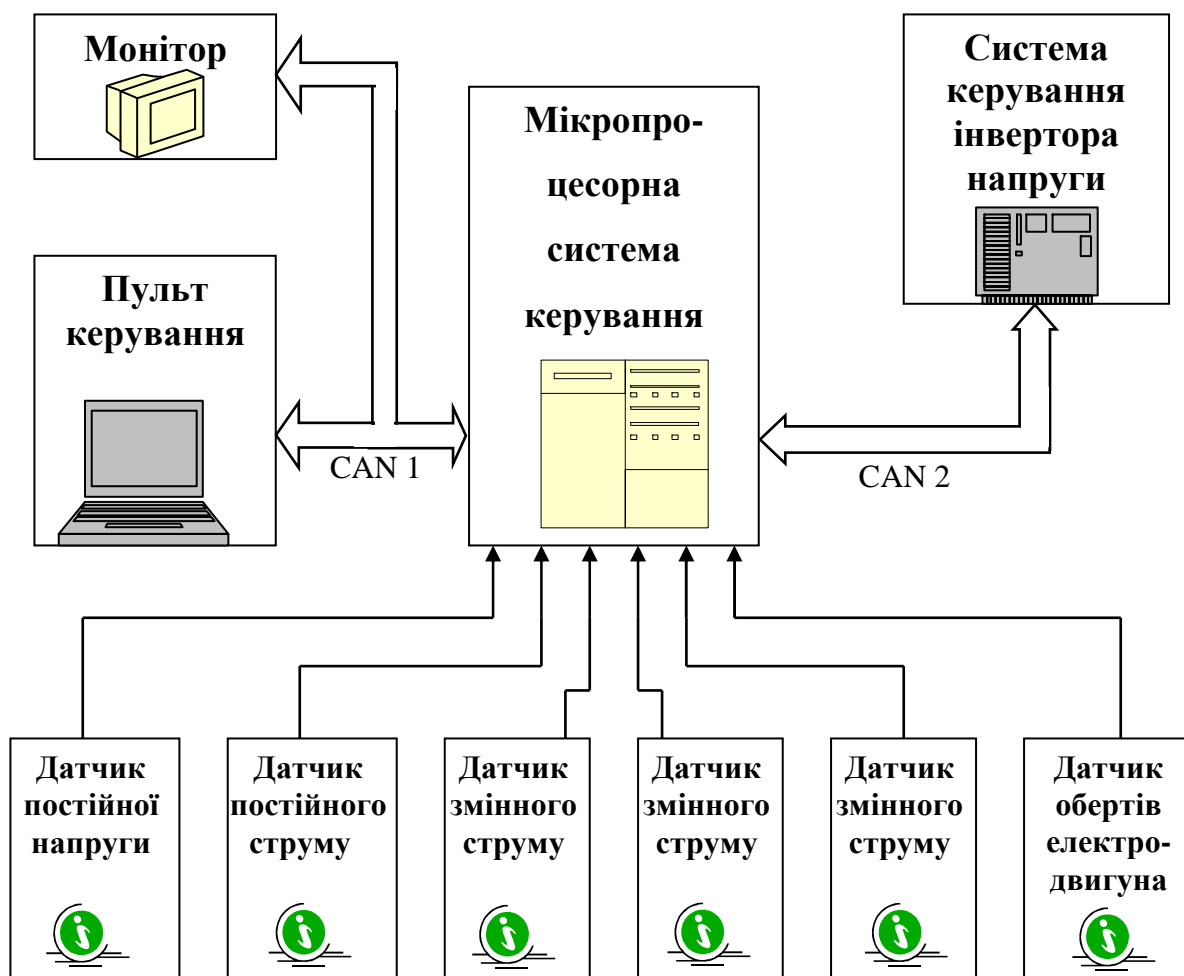 Монітор
Пульт
керування
CAN 1
Мікропро-
цесорна
система
керування
Система
керування
інвертора
напруги
CAN 2
Датчик
постійної
напруги
Датчик
постійного
струму
Датчик
змінного
струму
Датчик
змінного
струму
Датчик
змінного
струму
Датчик
обертів
електро-
двигуна